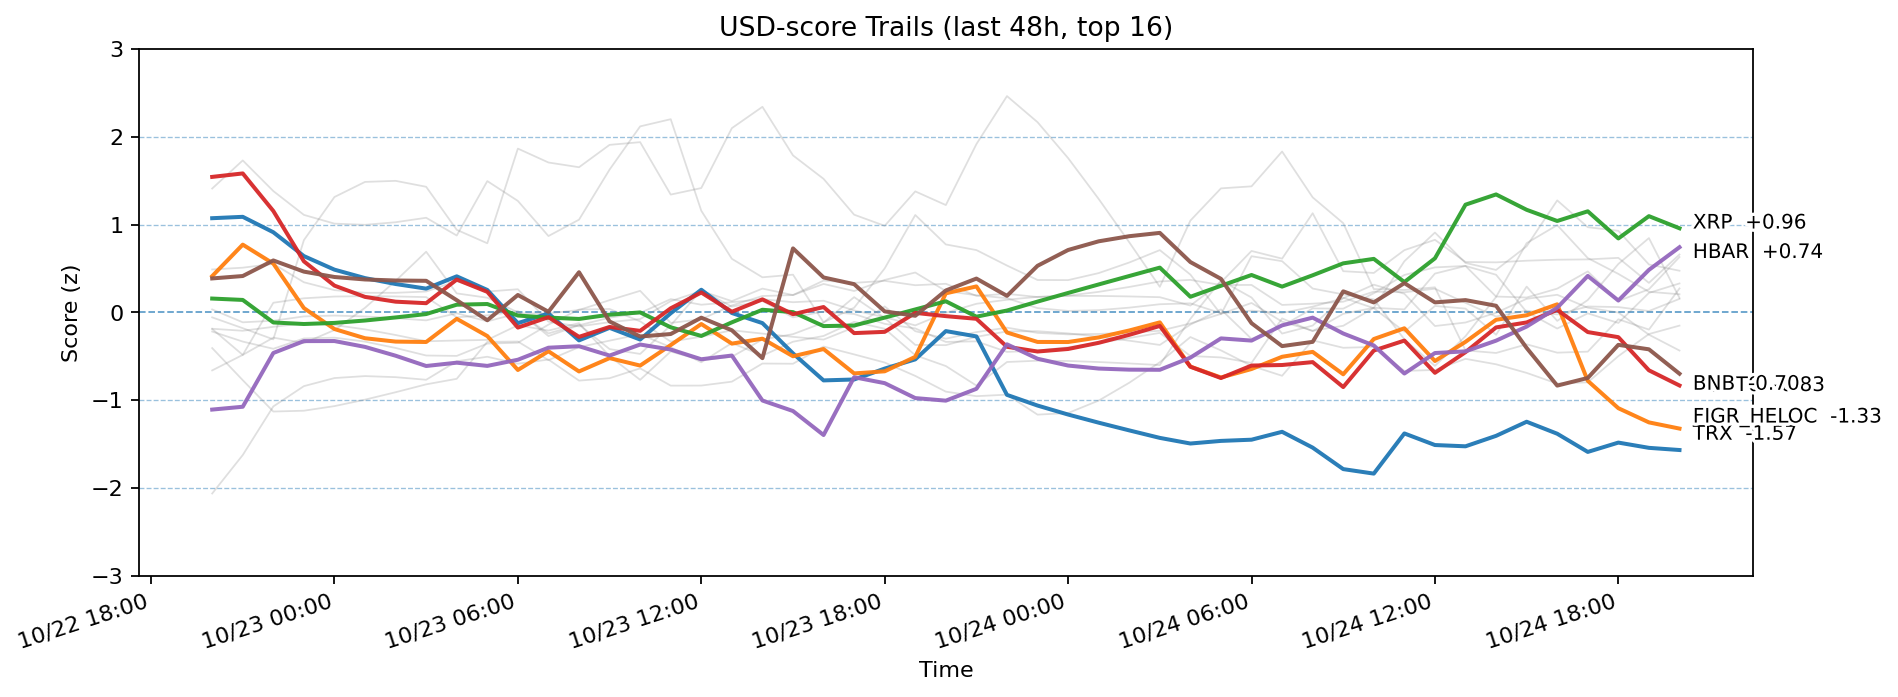 USD-score Trails (last 48h, top 16)
Score (z)
3
2
1
0
−1
−2
−3
XRP +0.96
HBAR +0.74
FIGR_HELOC -1.33
TRX -1.57
10/22 18:00
10/23 00:00
10/23 06:00
10/23 12:00
10/23 18:00
10/24 00:00
10/24 06:00
10/24 12:00
10/24 18:00
Time